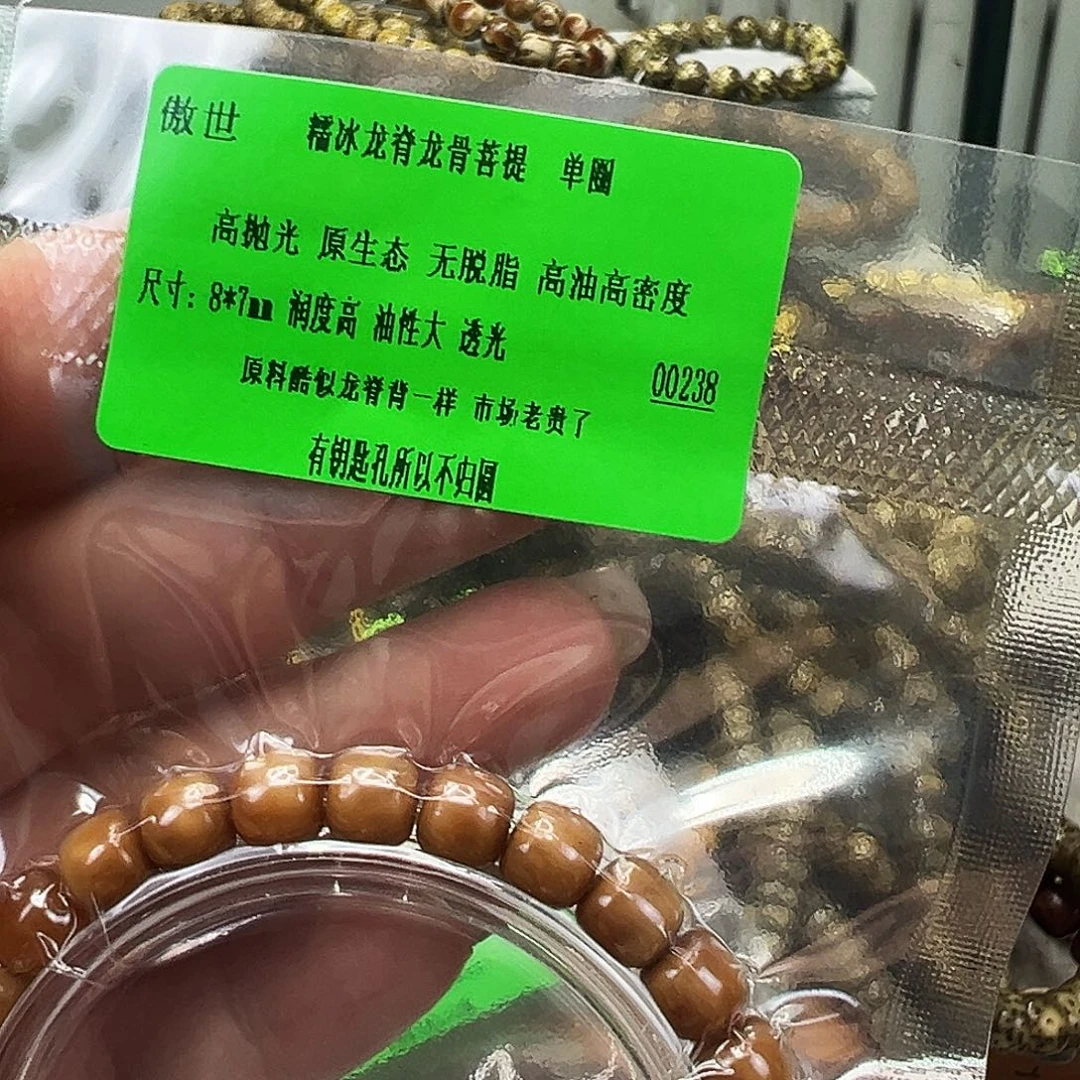 傲世 糯冰龙脊龙骨菩提 单圈
高抛光 原生态 无脱脂 高油高密度
尺寸：8*7mm 润度高 油性大 透光
00238
原料酷似龙脊背一样 市场老贵了
有钥匙孔所以不归圆